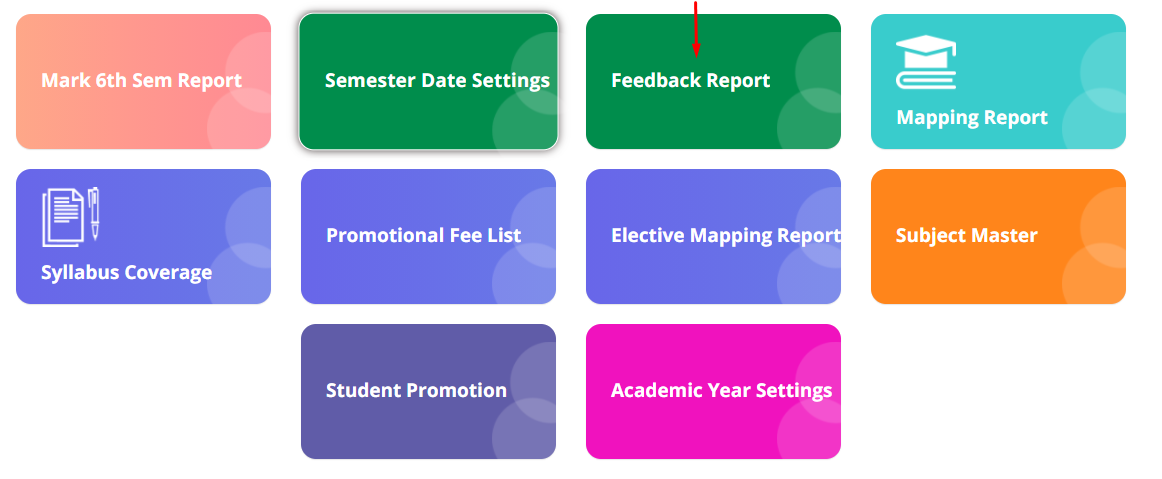 Mark 6th Sem Report
Semester Date Settings
Feedback Report
Mapping Report
Syllabus Coverage
Promotional Fee List
Elective Mapping Report
Subject Master
Student Promotion
Academic Year Settings